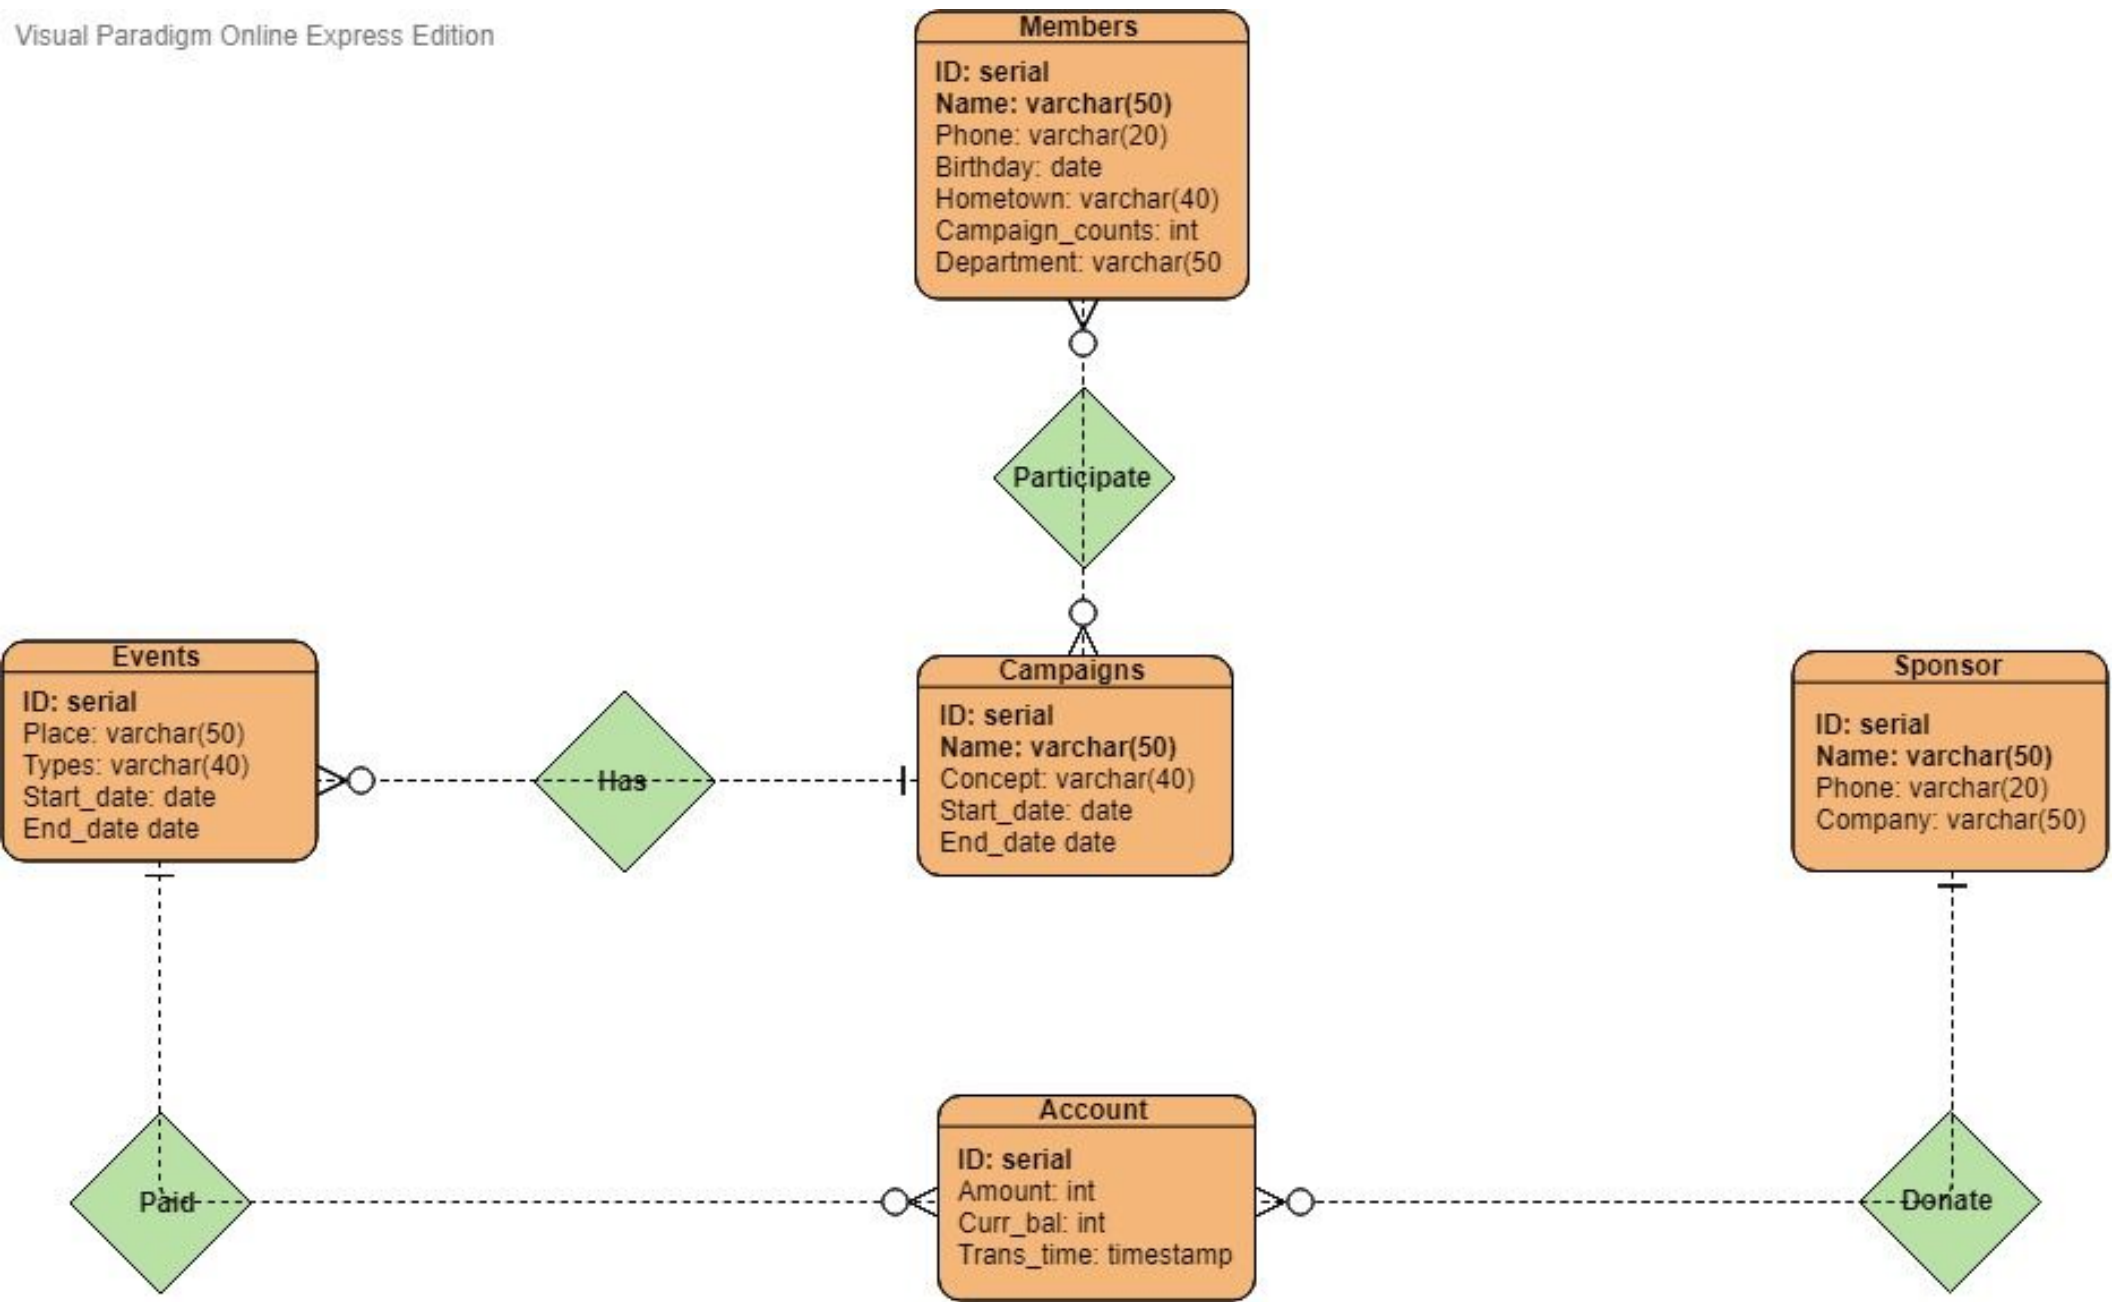 Visual Paradigm Online Express Edition
Members
ID: serial
Name: varchar(50)
Phone: varchar(20)
Birthday: date
Hometown: varchar(40)
Campaign_counts: int
Department: varchar(50
Participate
Events
ID: serial
Place: varchar(50)
Types: varchar(40)
Start_date: date
End_date date
Has
Campaigns
ID: serial
Name: varchar(50)
Concept: varchar(40)
Start_date: date
End_date date
Sponsor
ID: serial
Name: varchar(50)
Phone: varchar(20)
Company: varchar(50)
Paid
Account
ID: serial
Amount: int
Curr_bal: int
Trans_time: timestamp
Donate